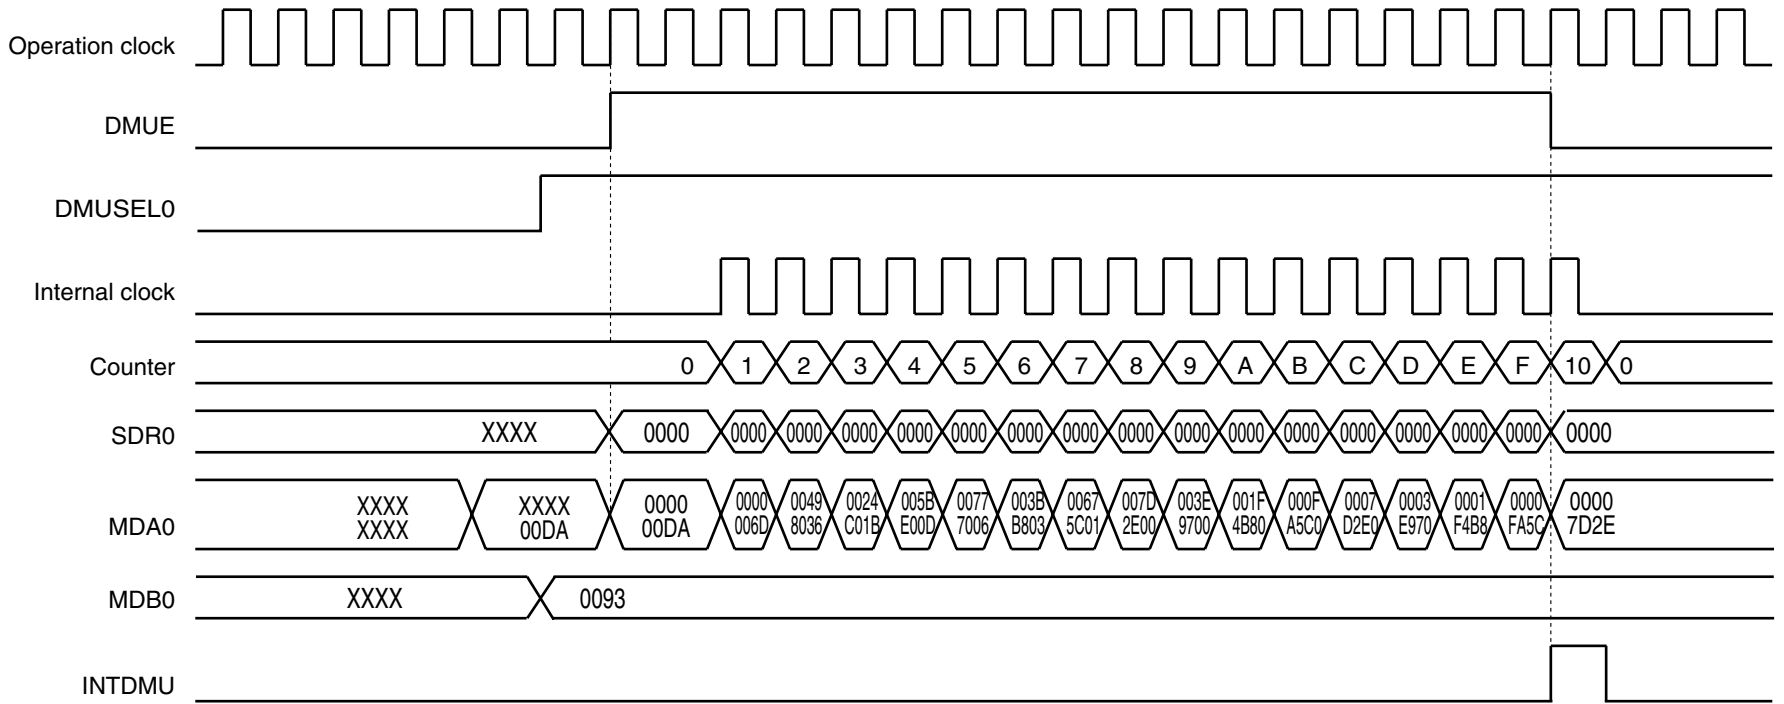 Operation clock
DMUE
DMUSEL0
Internal clock
Counter 0 1 2 3 4 5 6 7 8 9 A B C D E F 10 0
SDR0 XXXX 0000 0000 0000 0000 0000 0000 0000 0000 0000 0000 0000 0000 0000 0000 0000 0000 0000
XXXX XXXX 0000 0000 0049 0024 005B 0077 003B 0067 007D 003E 001F 000F 0007 0003 0001 0000 0000
MDA0 XXXX 00DA 00DA 006D 8036 C01B E00D 7006 B803 5C01 2E00 9700 4B80 A5C0 D2E0 E970 F4B8 FA5C 7D2E
MDB0 XXXX 0093
INTDMU